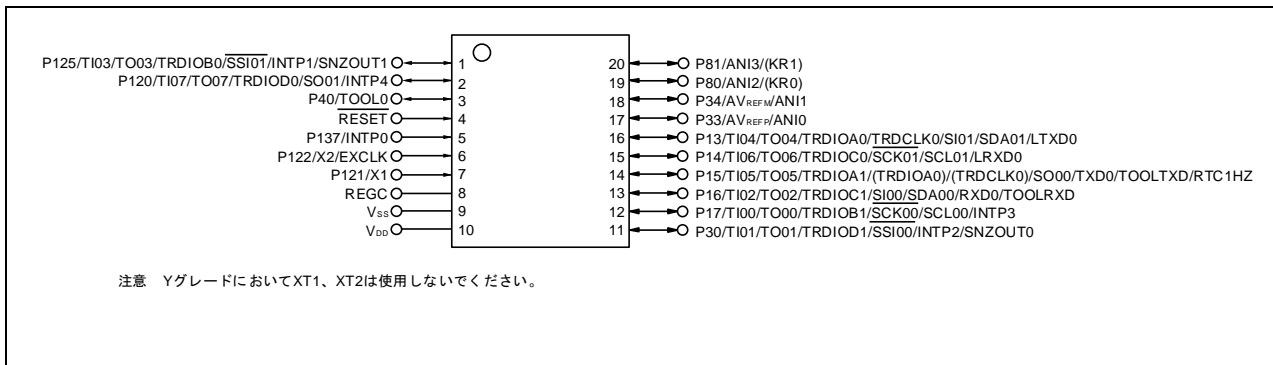 P125/TI03/TO03/TRDIOB0/SSI01/INTP1/SNZOUT1 1
P120/TI07/TO07/TRDIOD0/SO01/INTP4 2
P40/TOOL0 3
RESET 4
P137/INTP0 5
P122/X2/EXCLK 6
P121/X1 7
REGC 8
VSS 9
VDD 10
20 P81/ANI3/(KR1)
19 P80/ANI2/(KR0)
18 P34/AVREFM/ANI1
17 P33/AVREFP/ANI0
16 P13/TI04/TO04/TRDIOA0/TRDCLK0/SI01/SDA01/LTXD0
15 P14/TI06/TO06/TRDIOC0/SCK01/SCL01/LRXD0
14 P15/TI05/TO05/TRDIOA1/(TRDIOA0)/(TRDCLK0)/SO00/TXD0/TOOLTXD/RTC1HZ
13 P16/TI02/TO02/TRDIOC1/SI00/SDA00/RXD0/TOOLRXD
12 P17/TI00/TO00/TRDIOB1/SCK00/SCL00/INTP3
11 P30/TI01/TO01/TRDIOD1/SSI00/INTP2/SNZOUT0
注意 YグレードにおいてXT1、XT2は使用しないでください。